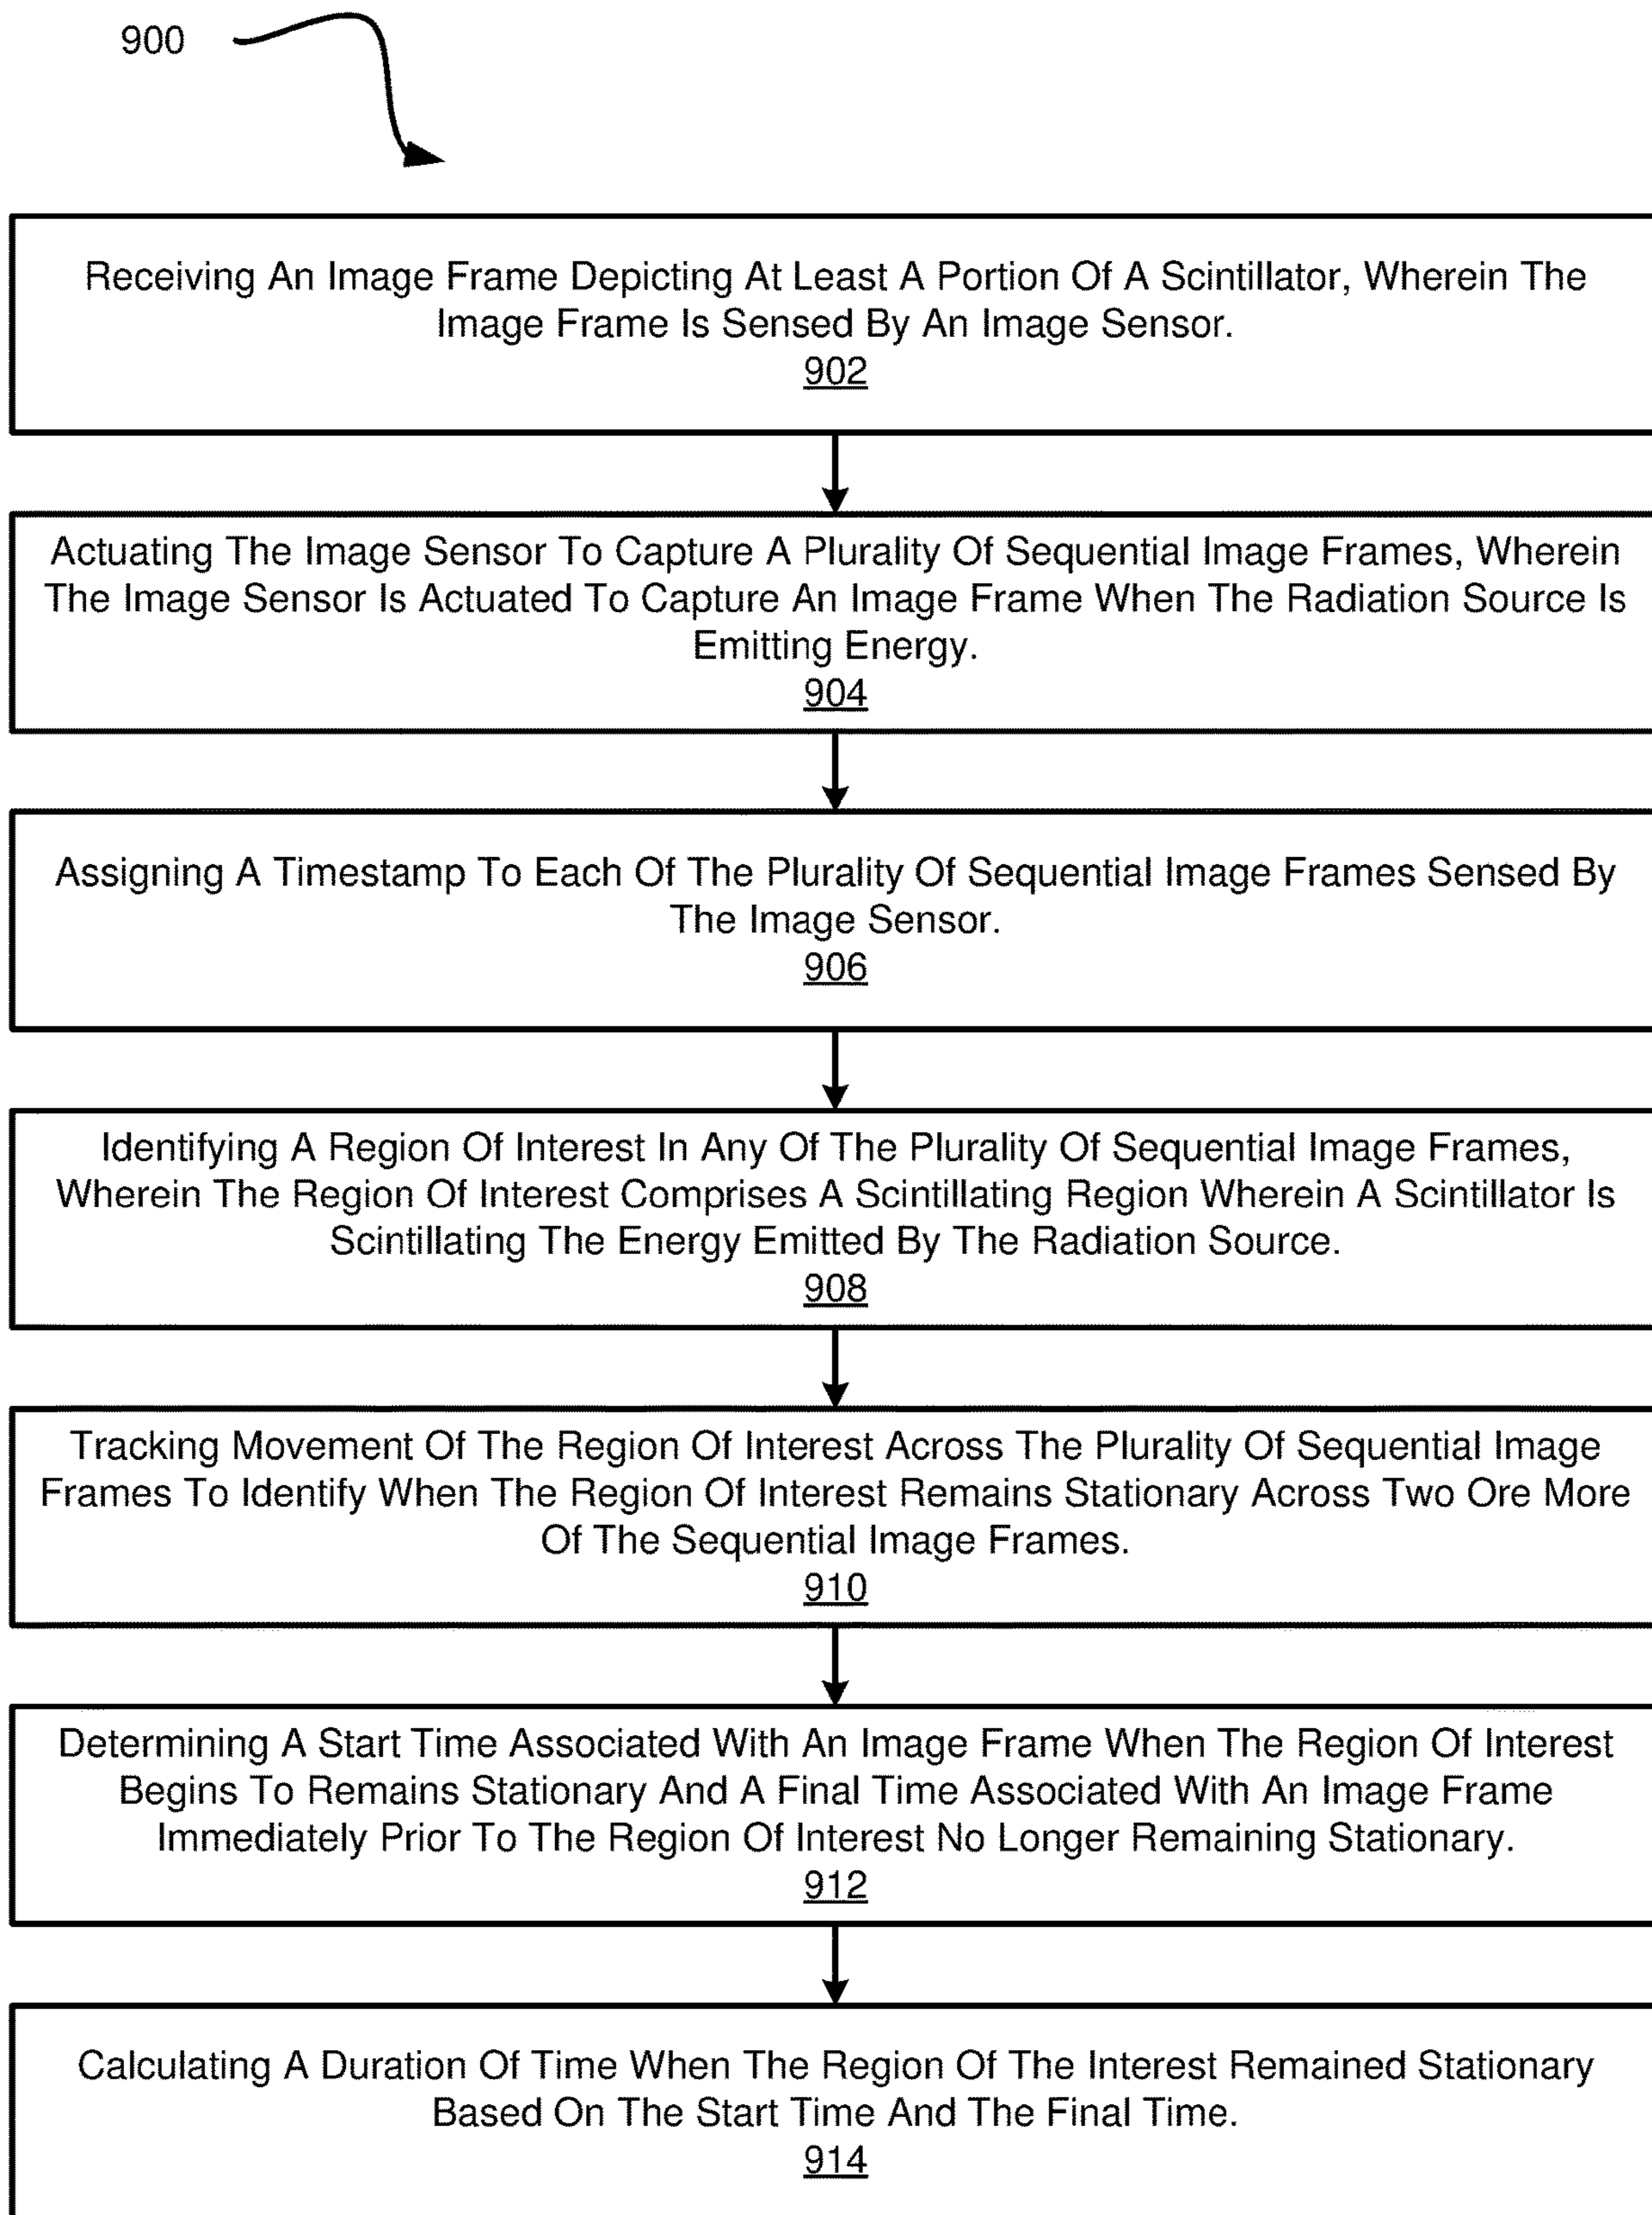 900
Receiving An Image Frame Depicting At Least A Portion Of A Scintillator, Wherein The
Image Frame Is Sensed By An Image Sensor.
902
Actuating The Image Sensor To Capture A Plurality Of Sequential Image Frames, Wherein
The Image Sensor Is Actuated To Capture An Image Frame When The Radiation Source Is
Emitting Energy.
904
Assigning A Timestamp To Each Of The Plurality Of Sequential Image Frames Sensed By
The Image Sensor.
906
Identifying A Region Of Interest In Any Of The Plurality Of Sequential Image Frames,
Wherein The Region Of Interest Comprises A Scintillating Region Wherein A Scintillator Is
Scintillating The Energy Emitted By The Radiation Source.
908
Tracking Movement Of The Region Of Interest Across The Plurality Of Sequential Image
Frames To Identify When The Region Of Interest Remains Stationary Across Two Ore More
Of The Sequential Image Frames.
910
Determining A Start Time Associated With An Image Frame When The Region Of Interest
Begins To Remains Stationary And A Final Time Associated With An Image Frame
Immediately Prior To The Region Of Interest No Longer Remaining Stationary.
912
Calculating A Duration Of Time When The Region Of The Interest Remained Stationary
Based On The Start Time And The Final Time.
914